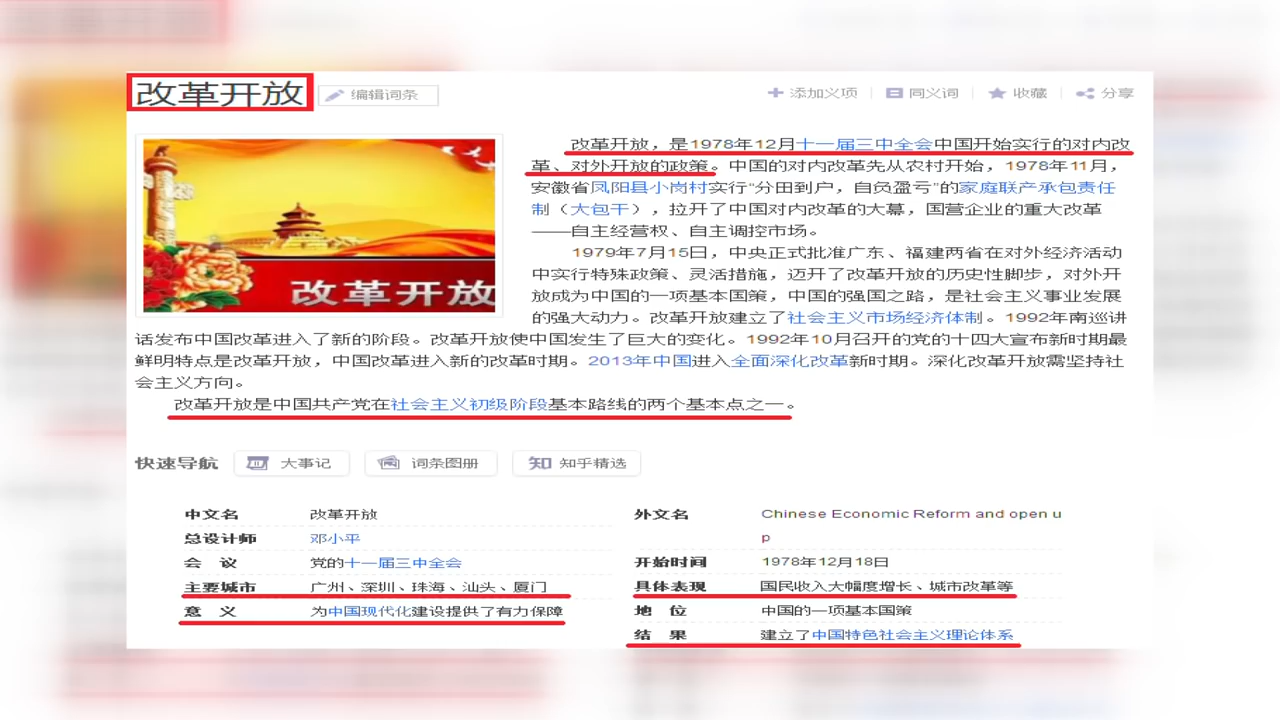 改革开放
编辑词条
添加义项
同义词
收藏
分享
改革开放
改革开放，是1978年12月十一届三中全会中国开始实行的对内改
革、对外开放的政策。中国的对内改革先从农村开始，1978年11月，
安徽省凤阳县小岗村实行“分田到户，自负盈亏”的家庭联产承包责任
制（大包干），拉开了中国对内改革的大幕，国营企业的重大改革
——自主经营权、自主调控市场。
1979年7月15日，中央正式批准广东、福建两省在对外经济活动
中实行特殊政策、灵活措施，迈开了改革开放的历史性脚步，对外开
放成为中国的一项基本国策，中国的强国之路，是社会主义事业发展
的强大动力。改革开放建立了社会主义市场经济体制。1992年南巡讲
话发布中国改革进入了新的阶段。改革开放使中国发生了巨大的变化。1992年10月召开的党的十四大宣布新时期最
鲜明特点是改革开放，中国改革进入新的改革时期。2013年中国进入全面深化改革新时期。深化改革开放需坚持社
会主义方向。
改革开放是中国共产党在社会主义初级阶段基本路线的两个基本点之一。
快速导航
大事记
词条图册
知 知乎精选
中文名 改革开放
总设计师 邓小平
会 议 党的十一届三中全会
主要城市 广州、深圳、珠海、汕头、厦门
意 义 为中国现代化建设提供了有力保障
外文名 Chinese Economic Reform and open u
p
开始时间 1978年12月18日
具体表现 国民收入大幅度增长、城市改革等
地 位 中国的一项基本国策
结 果 建立了中国特色社会主义理论体系